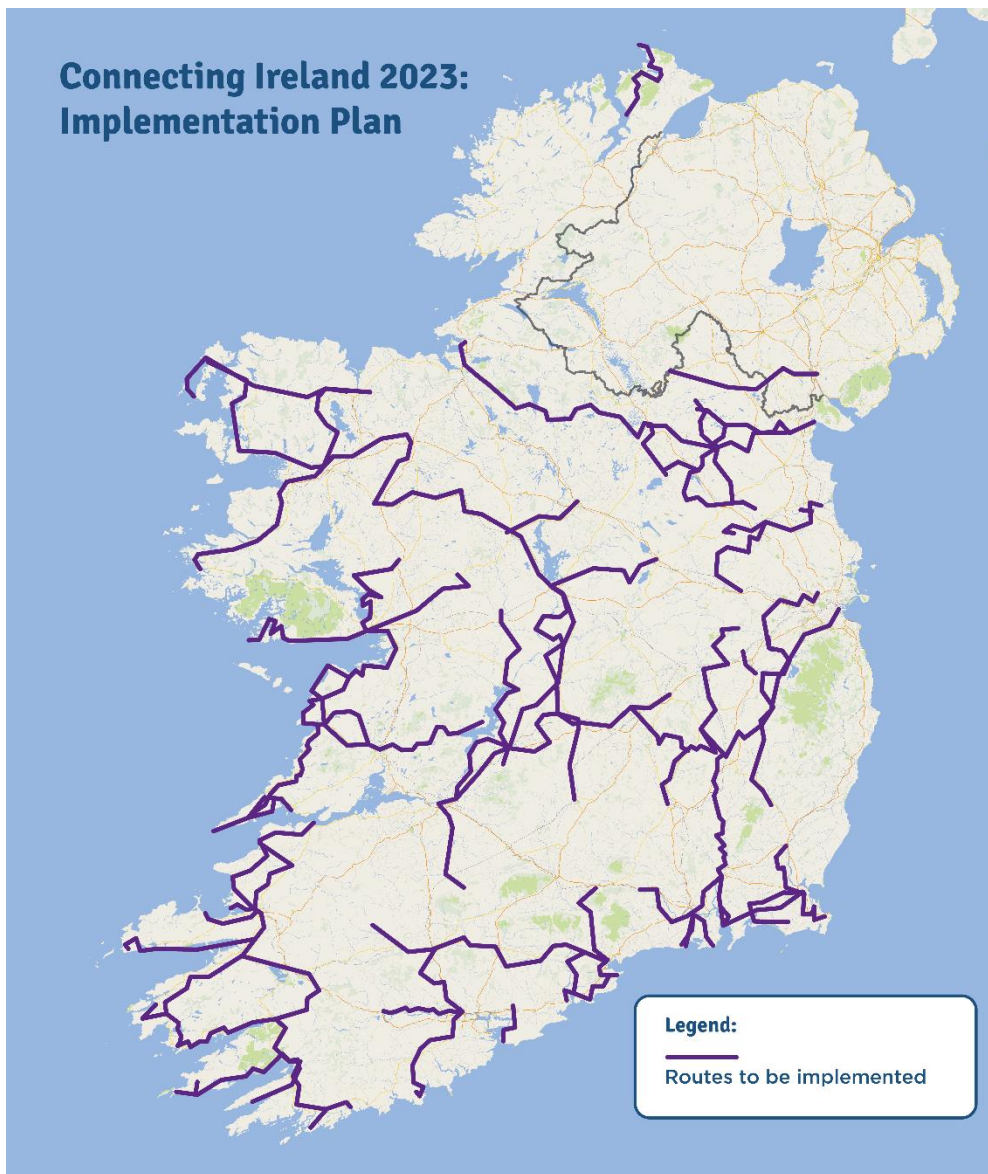 Connecting Ireland 2023:
Implementation Plan
Legend:
Routes to be implemented